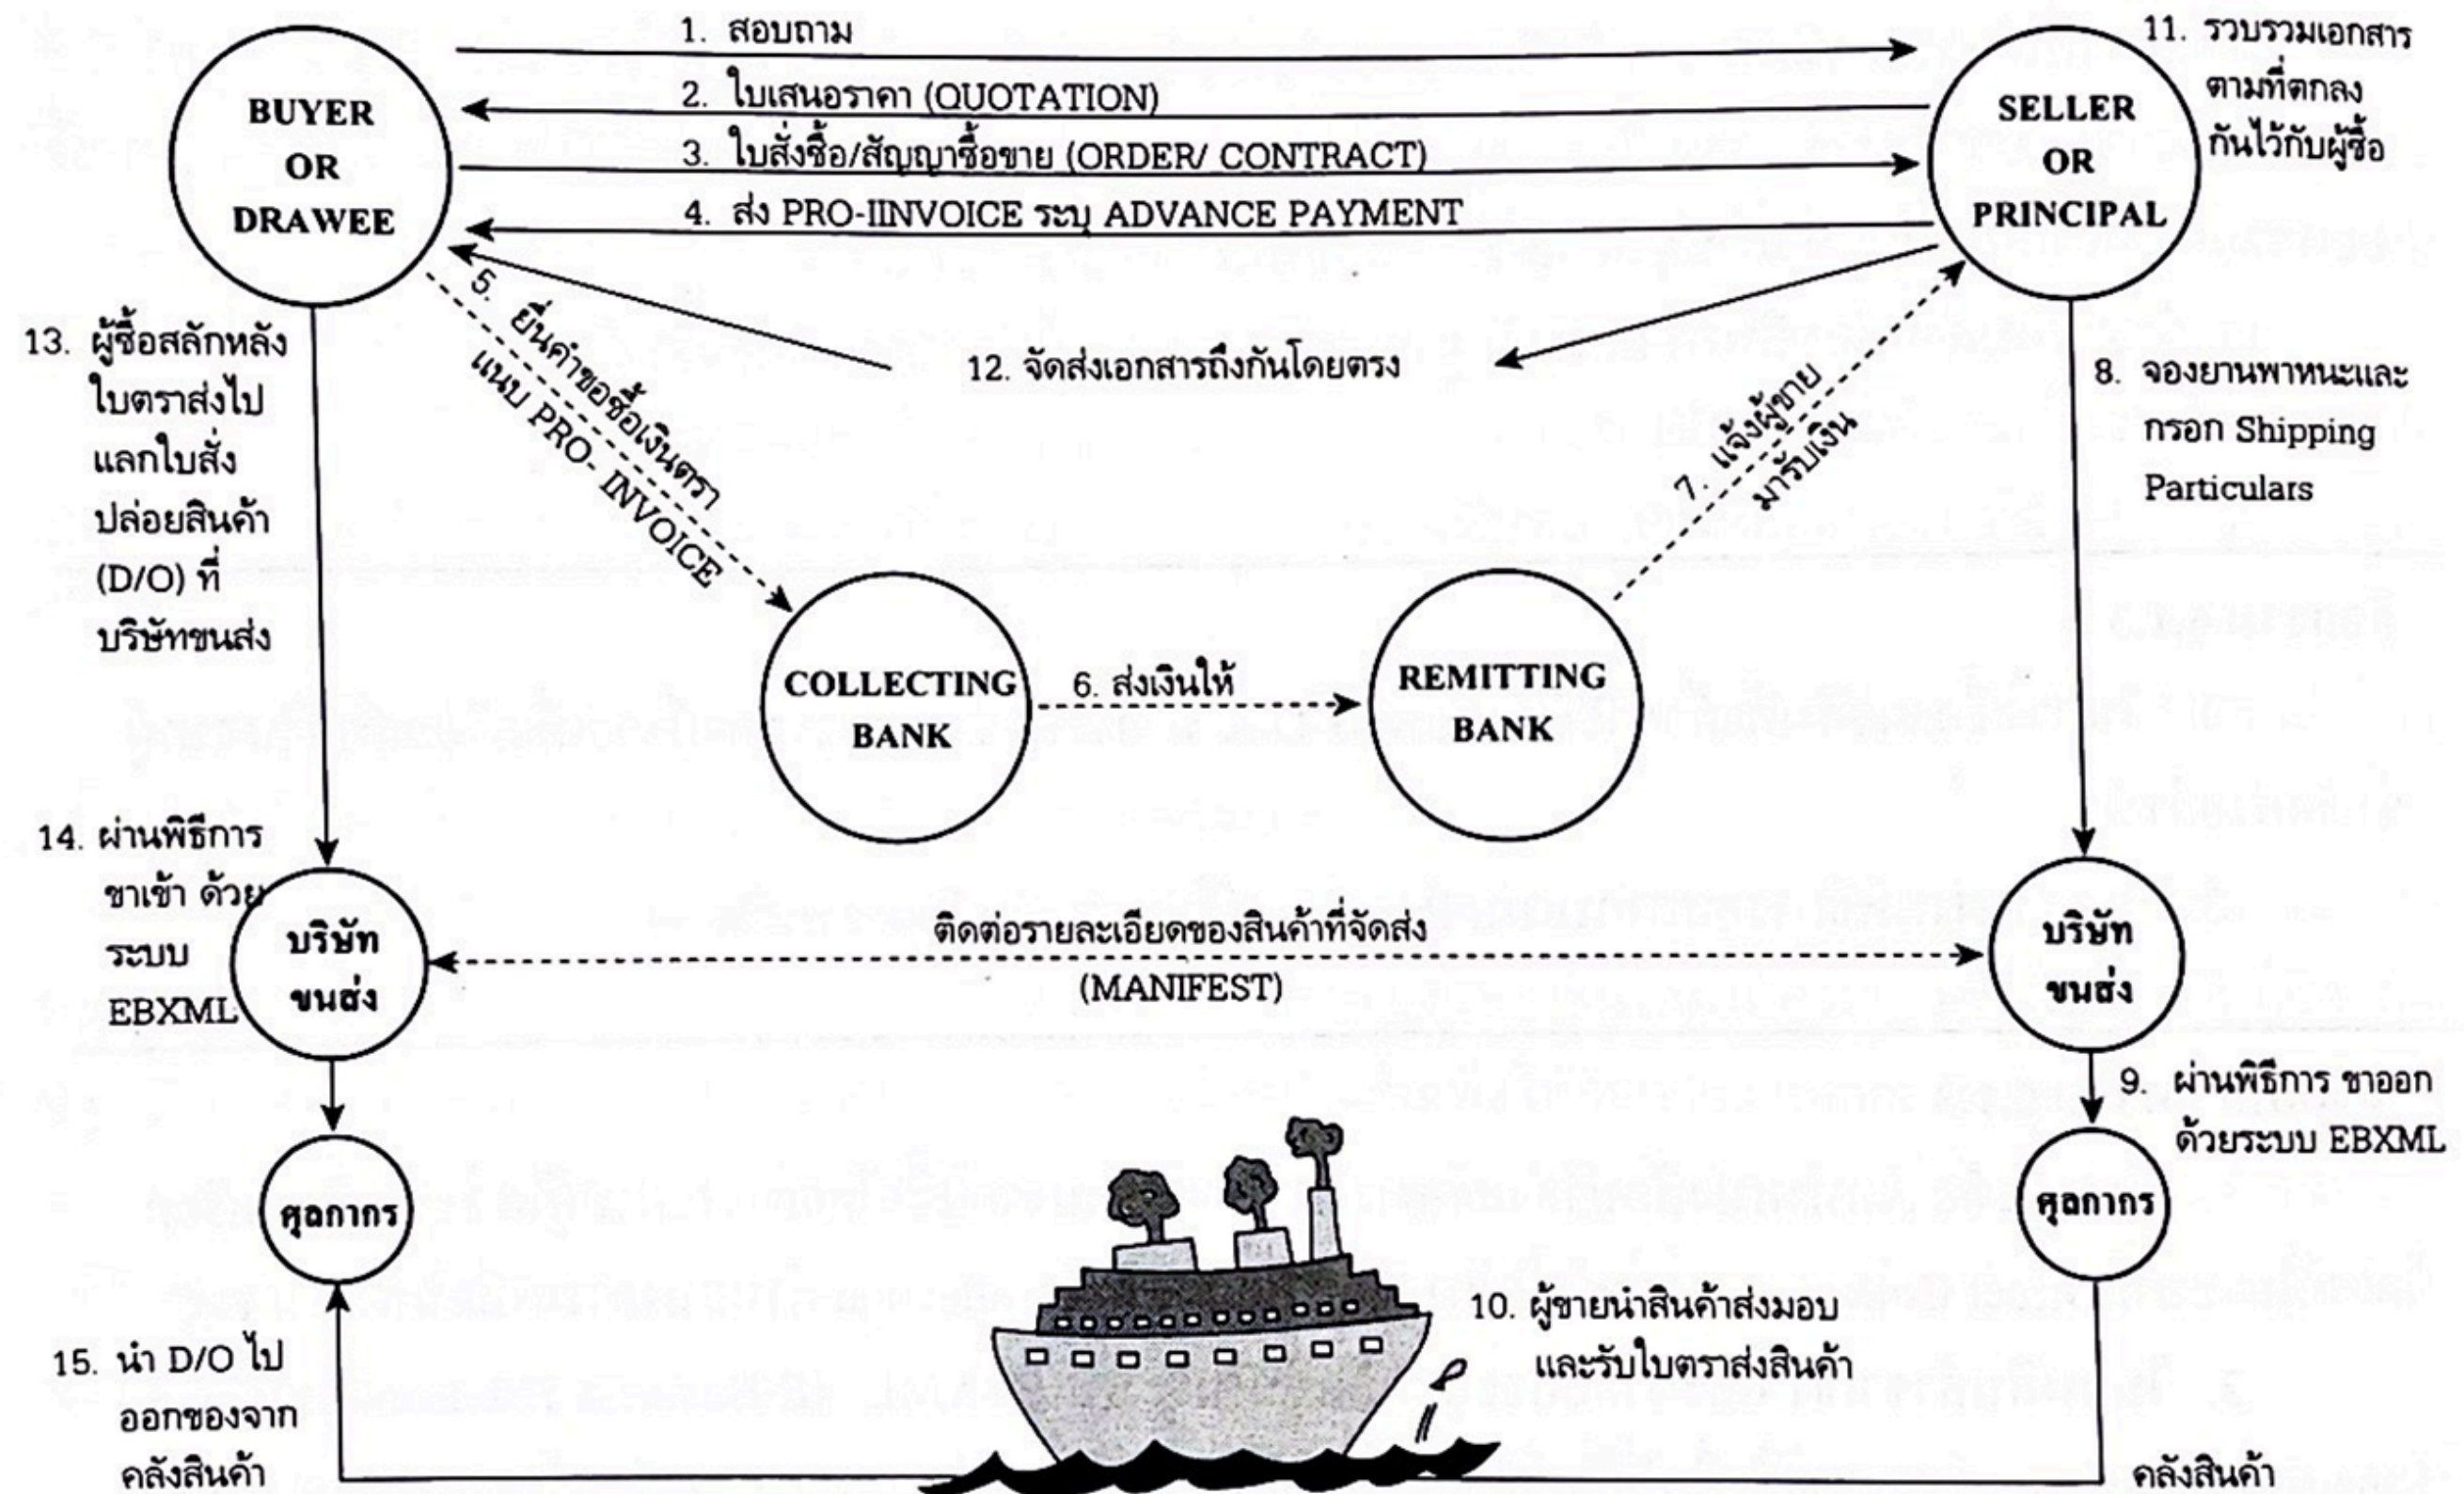 1. สอบถาม
2. ใบเสนอราคา (QUOTATION)
3. ใบสั่งซื้อ/สัญญาซื้อขาย (ORDER/ CONTRACT)
4. ส่ง PRO-IINVOICE ระบุ ADVANCE PAYMENT
BUYER
OR
DRAWEE
SELLER
OR
PRINCIPAL
11. รวบรวมเอกสาร
ตามที่ตกลง
กันไว้กับผู้ซื้อ
5. ยื่นคำขอซื้อเงินตรา
แนบ PRO- INVOICE
12. จัดส่งเอกสารถึงกันโดยตรง
7. แจ้งผู้ขาย
มารับเงิน
13. ผู้ซื้อสลักหลัง
ใบตราส่งไป
แลกใบสั่ง
ปล่อยสินค้า
(D/O) ที่
บริษัทขนส่ง
8. จองยานพาหนะและ
กรอก Shipping
Particulars
COLLECTING
BANK
6. ส่งเงินให้
REMITTING
BANK
14. ผ่านพิธีการ
ขาเข้า ด้วย
ระบบ
EBXML
บริษัท
ขนส่ง
ติดต่อรายละเอียดของสินค้าที่จัดส่ง
(MANIFEST)
บริษัท
ขนส่ง
9. ผ่านพิธีการ ขาออก
ด้วยระบบ EBXML
ศุลกากร
ศุลกากร
10. ผู้ขายนำสินค้าส่งมอบ
และรับใบตราส่งสินค้า
15. นำ D/O ไป
ออกของจาก
คลังสินค้า
คลังสินค้า